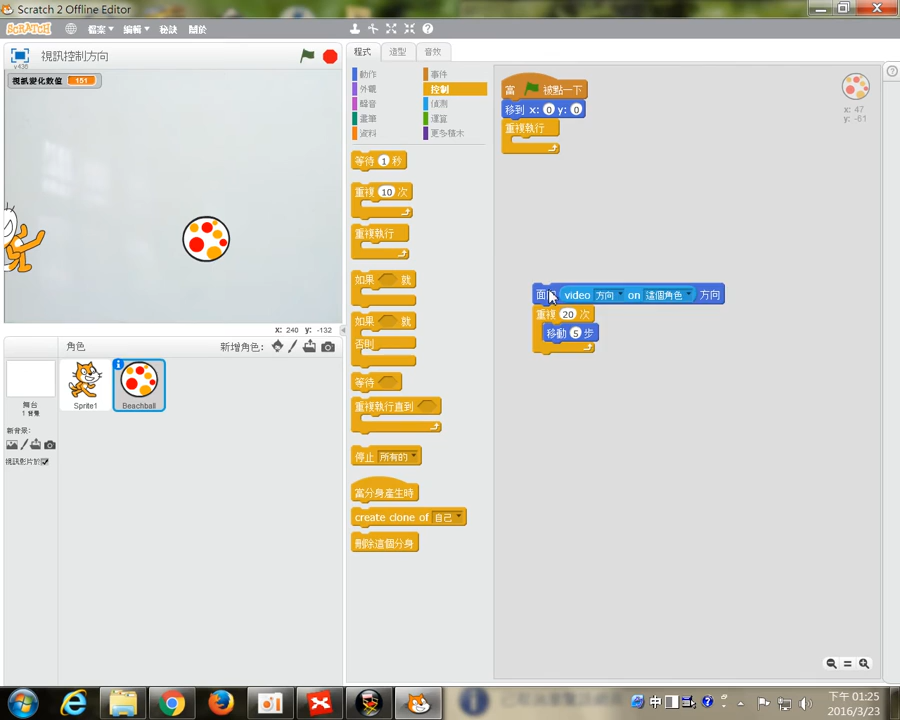 Scratch 2 Offline Editor
SCRATCH 檔案 編輯 秘訣 關於
v436 視訊控制方向
視訊變化數值 151
x: 240 y: -132
角色 新增角色:
舞台
1 背景
新背景:
視訊影片於
Sprite1 Beachball
程式 造型 音效
動作 事件
外觀 控制
聲音 偵測
畫筆 運算
資料 更多積木
等待 1 秒
重複 10 次
重複執行
如果 就
如果 就
否則
等待
重複執行直到
停止 所有的
當分身產生時
create clone of 自己
刪除這個分身
當 被點一下
移到 x: 0 y: 0
重複執行
video 方向 on 這個角色 方向
重複 20 次
移動 5 步
x: 47
y: -61
中
下午 01:25
2016/3/23